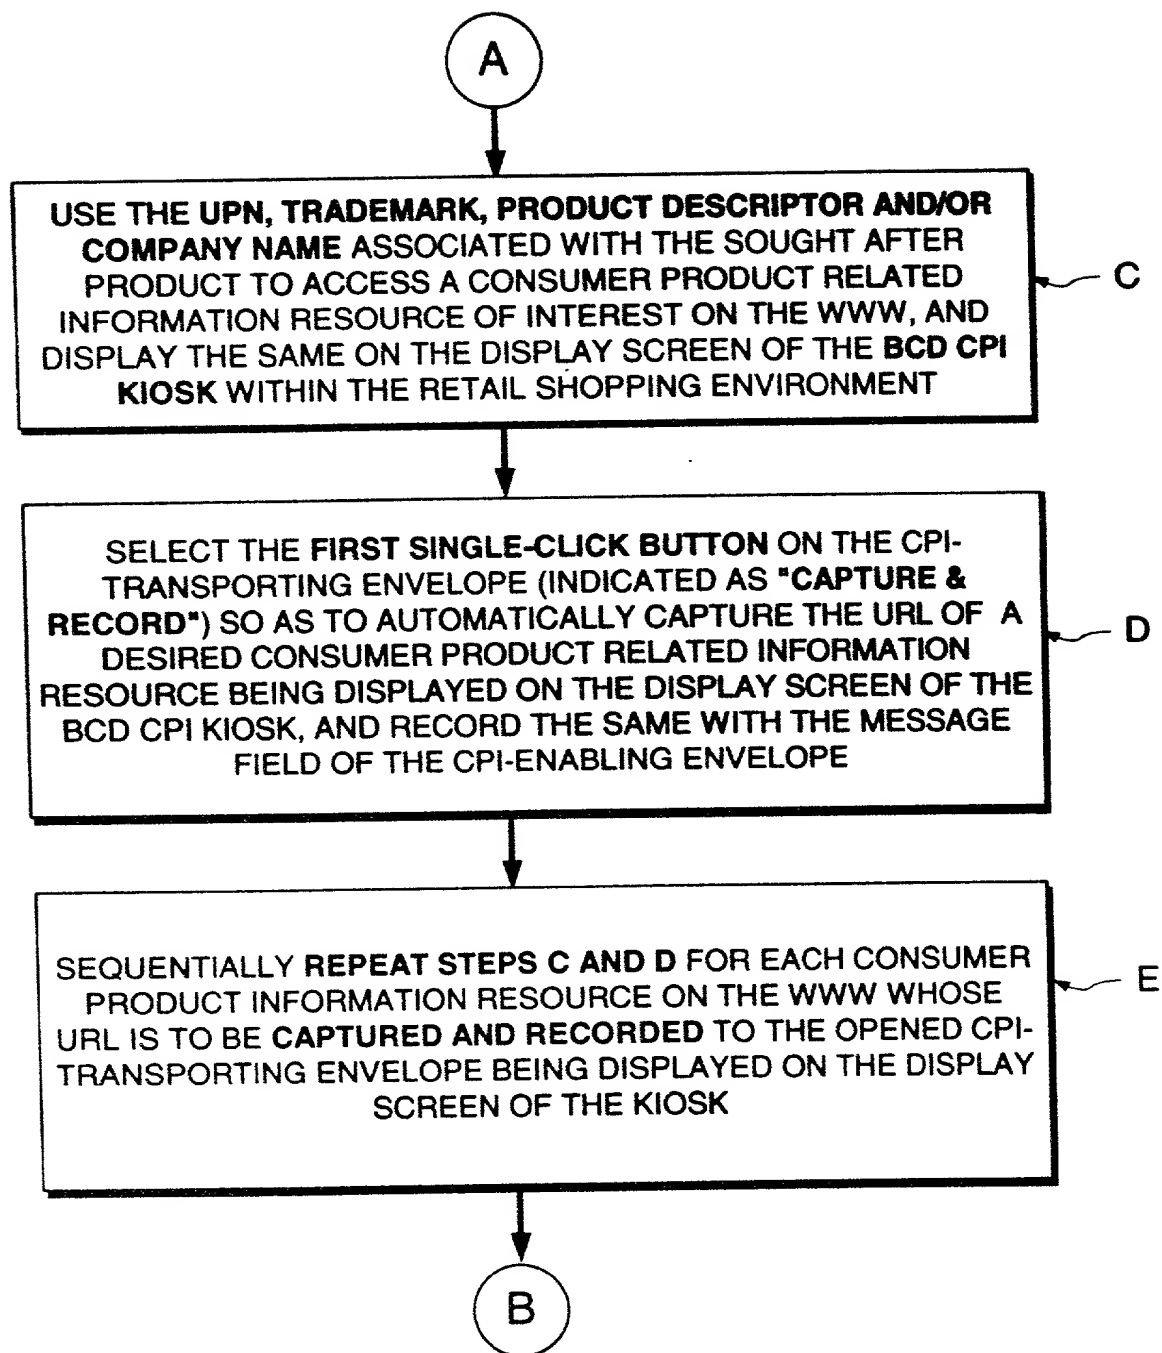 A
USE THE UPN, TRADEMARK, PRODUCT DESCRIPTOR AND/OR
COMPANY NAME ASSOCIATED WITH THE SOUGHT AFTER
PRODUCT TO ACCESS A CONSUMER PRODUCT RELATED
INFORMATION RESOURCE OF INTEREST ON THE WWW, AND
DISPLAY THE SAME ON THE DISPLAY SCREEN OF THE BCD CPI
KIOSK WITHIN THE RETAIL SHOPPING ENVIRONMENT
C
SELECT THE FIRST SINGLE-CLICK BUTTON ON THE CPI-
TRANSPORTING ENVELOPE (INDICATED AS "CAPTURE &
RECORD") SO AS TO AUTOMATICALLY CAPTURE THE URL OF A
DESIRED CONSUMER PRODUCT RELATED INFORMATION
RESOURCE BEING DISPLAYED ON THE DISPLAY SCREEN OF THE
BCD CPI KIOSK, AND RECORD THE SAME WITH THE MESSAGE
FIELD OF THE CPI-ENABLING ENVELOPE
D
SEQUENTIALLY REPEAT STEPS C AND D FOR EACH CONSUMER
PRODUCT INFORMATION RESOURCE ON THE WWW WHOSE
URL IS TO BE CAPTURED AND RECORDED TO THE OPENED CPI-
TRANSPORTING ENVELOPE BEING DISPLAYED ON THE DISPLAY
SCREEN OF THE KIOSK
E
B